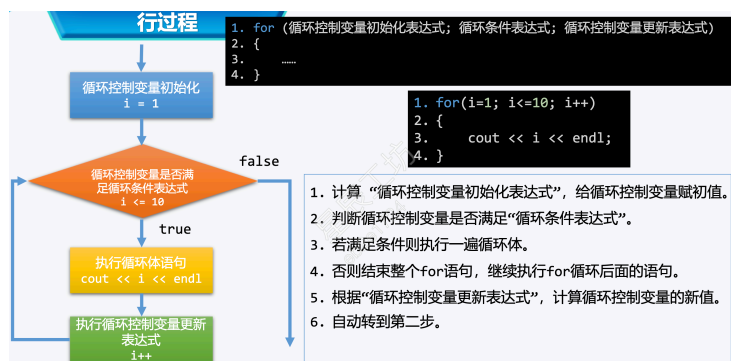 行过程
1. for (循环控制变量初始化表达式; 循环条件表达式; 循环控制变量更新表达式)
2. {
3. ……
4. }
循环控制变量初始化
i = 1
1. for(i=1; i<=10; i++)
2. {
3. cout << i << endl;
4. }
循环控制变量是否满
足循环条件表达式
i <= 10
false
true
执行循环体语句
cout << i << endl
执行循环控制变量更新
表达式
i++
1. 计算 “循环控制变量初始化表达式”，给循环控制变量赋初值。
2. 判断循环控制变量是否满足“循环条件表达式”。
3. 若满足条件则执行一遍循环体。
4. 否则结束整个for语句，继续执行for循环后面的语句。
5. 根据“循环控制变量更新表达式”，计算循环控制变量的新值。
6. 自动转到第二步。